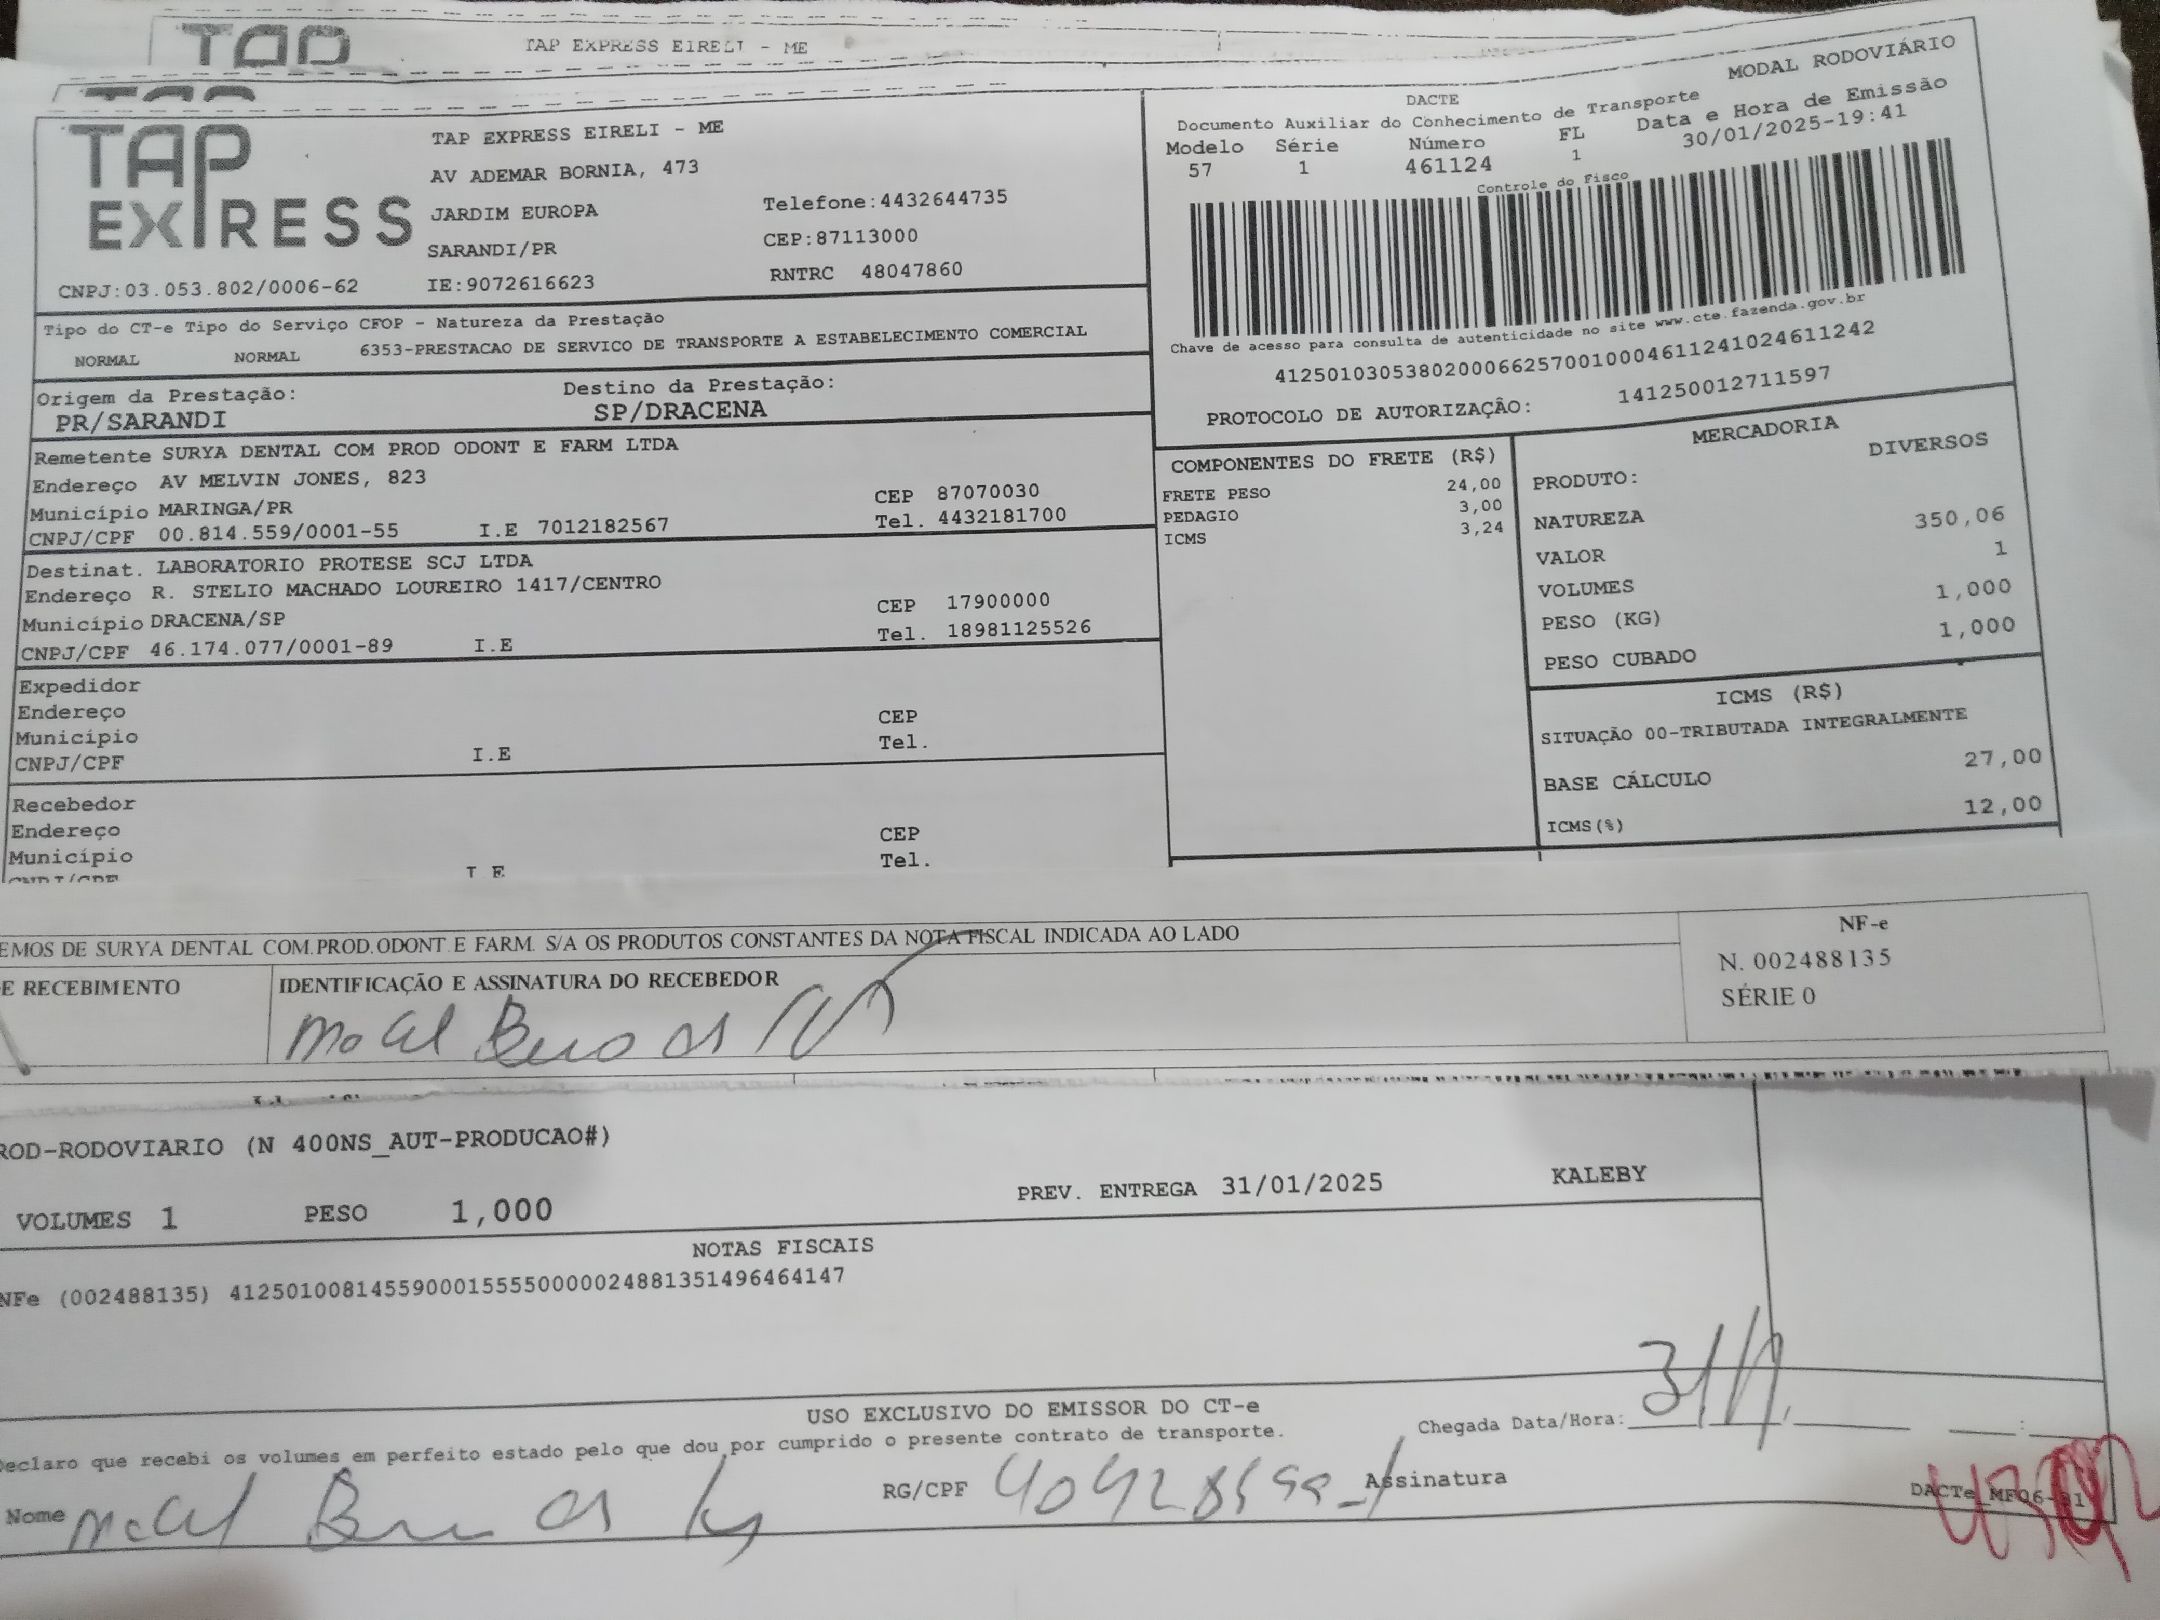 TAP
TAP EXPRESS EIRELI - ME
TAP EXPRESS
TAP EXPRESS EIRELI - ME
AV ADEMAR BORNIA, 473
JARDIM EUROPA
Telefone:4432644735
SARANDI/PR
CEP:87113000
CNPJ:03.053.802/0006-62
IE:9072616623
RNTRC 48047860
MODAL RODOVIÁRIO
DACTE
Documento Auxiliar do Conhecimento de Transporte
Modelo Série Número FL Data e Hora de Emissão
57 1 461124 1 30/01/2025-19:41
Controle do Fisco
Chave de acesso para consulta de autenticidade no site www.cte.fazenda.gov.br
41250103053802000662570010004611241024611242
PROTOCOLO DE AUTORIZAÇÃO: 141250012711597
Tipo do CT-e Tipo do Serviço CFOP - Natureza da Prestação
NORMAL NORMAL 6353-PRESTACAO DE SERVICO DE TRANSPORTE A ESTABELECIMENTO COMERCIAL
Origem da Prestação: Destino da Prestação:
PR/SARANDI SP/DRACENA
Remetente SURYA DENTAL COM PROD ODONT E FARM LTDA
Endereço AV MELVIN JONES, 823
Município MARINGA/PR CEP 87070030
CNPJ/CPF 00.814.559/0001-55 I.E 7012182567 Tel. 4432181700
Destinat. LABORATORIO PROTESE SCJ LTDA
Endereço R. STELIO MACHADO LOUREIRO 1417/CENTRO
Município DRACENA/SP CEP 17900000
CNPJ/CPF 46.174.077/0001-89 I.E Tel. 18981125526
Expedidor
Endereço
Município CEP
CNPJ/CPF I.E Tel.
Recebedor
Endereço
Município CEP
CNPJ/CPF I.E Tel.
COMPONENTES DO FRETE (R$)
FRETE PESO 24,00
PEDAGIO 3,00
ICMS 3,24
MERCADORIA
PRODUTO: DIVERSOS
NATUREZA
VALOR 350,06
VOLUMES 1
PESO (KG) 1,000
PESO CUBADO 1,000
ICMS (R$)
SITUAÇÃO 00-TRIBUTADA INTEGRALMENTE
BASE CÁLCULO 27,00
ICMS(%) 12,00
EMOS DE SURYA DENTAL COM.PROD.ODONT.E FARM. S/A OS PRODUTOS CONSTANTES DA NOTA FISCAL INDICADA AO LADO
NF-e
N. 002488135
SÉRIE 0
E RECEBIMENTO
IDENTIFICAÇÃO E ASSINATURA DO RECEBEDOR
ROD-RODOVIARIO (N 400NS_AUT-PRODUCAO#)
VOLUMES 1 PESO 1,000 PREV. ENTREGA 31/01/2025 KALEBY
NOTAS FISCAIS
NFe (002488135) 41250100814559000155550000024881351496464147
USO EXCLUSIVO DO EMISSOR DO CT-e
Declaro que recebi os volumes em perfeito estado pelo que dou por cumprido o presente contrato de transporte.
Chegada Data/Hora: 31/1
Nome
RG/CPF
Assinatura